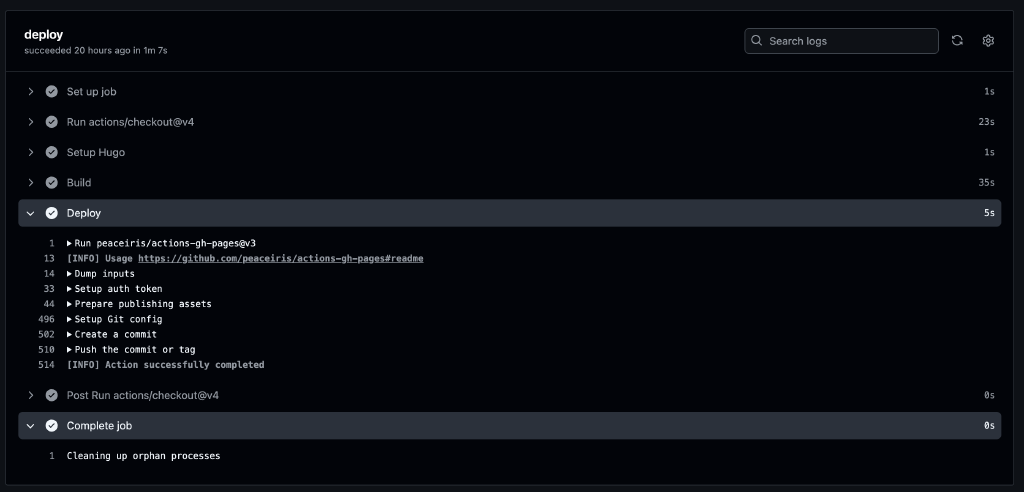 deploy
succeeded 20 hours ago in 1m 7s
Search logs
Set up job 1s
Run actions/checkout@v4 23s
Setup Hugo 1s
Build 35s
Deploy 5s
1 Run peaceiris/actions-gh-pages@v3
13 [INFO] Usage https://github.com/peaceiris/actions-gh-pages#readme
14 Dump inputs
33 Setup auth token
44 Prepare publishing assets
496 Setup Git config
502 Create a commit
510 Push the commit or tag
514 [INFO] Action successfully completed
Post Run actions/checkout@v4 0s
Complete job 0s
1 Cleaning up orphan processes